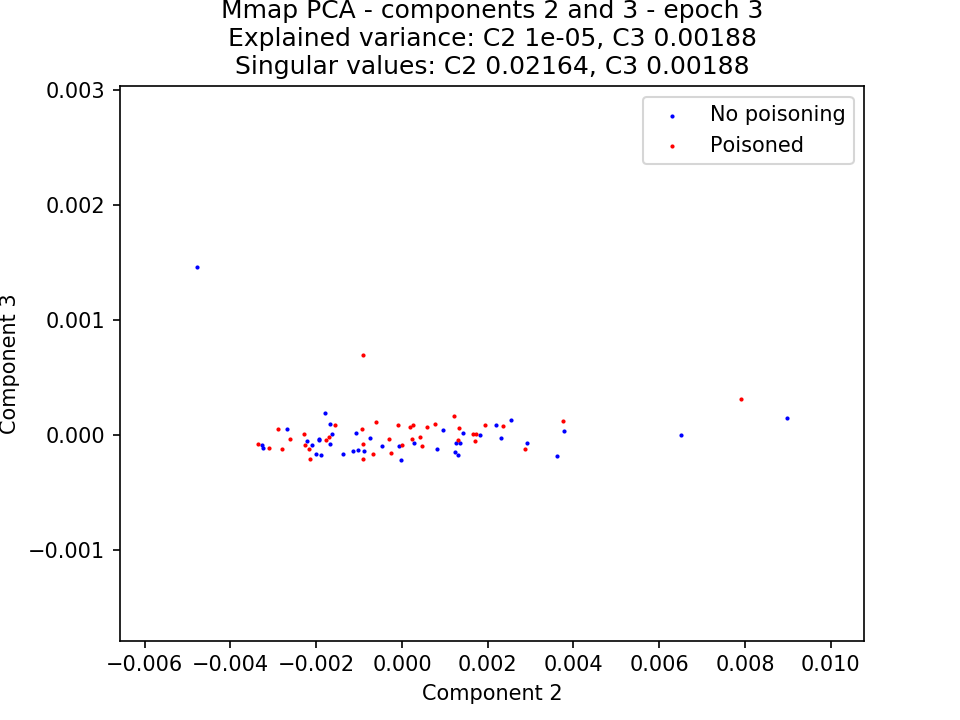 Mmap PCA - components 2 and 3 - epoch 3
Explained variance: C2 1e-05, C3 0.00188
Singular values: C2 0.02164, C3 0.00188
No poisoning
Poisoned
Component 3
0.003
0.002
0.001
0.000
−0.001
−0.006 −0.004 −0.002 0.000 0.002 0.004 0.006 0.008 0.010
Component 2